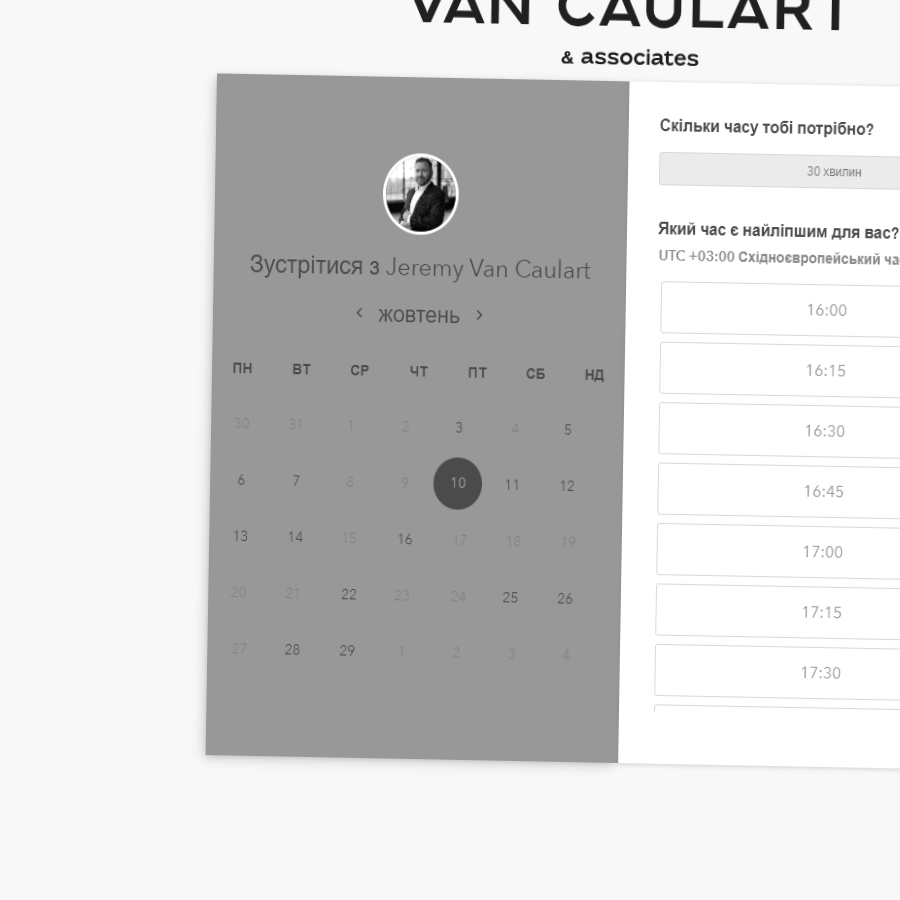 VAN CAULART
& associates
Зустрітися з Jeremy Van Caulart
‹ жовтень ›
ПН ВТ СР ЧТ ПТ СБ НД
30 31 1 2 3 4 5
6 7 8 9 10 11 12
13 14 15 16 17 18 19
20 21 22 23 24 25 26
27 28 29 1 2 3 4
Скільки часу тобі потрібно?
30 хвилин
Який час є найліпшим для вас?
UTC +03:00 Східноєвропейський
16:00
16:15
16:30
16:45
17:00
17:15
17:30